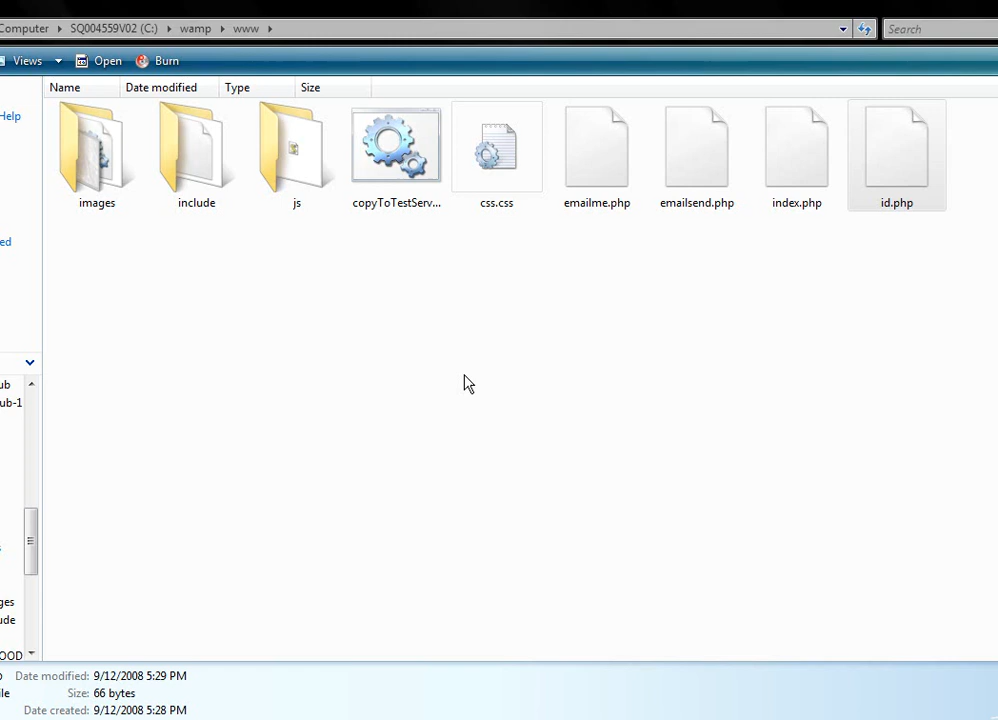 Computer ▸ SQ004559V02 (C:) ▸ wamp ▸ www ▸
Search
Views Open Burn
Name Date modified Type Size
Help
ed
images include js copyToTestServ... css.css emailme.php emailsend.php index.php id.php
ub
ub-1
s
ges
ude
OOD
Date modified: 9/12/2008 5:29 PM
ile Size: 66 bytes
Date created: 9/12/2008 5:28 PM